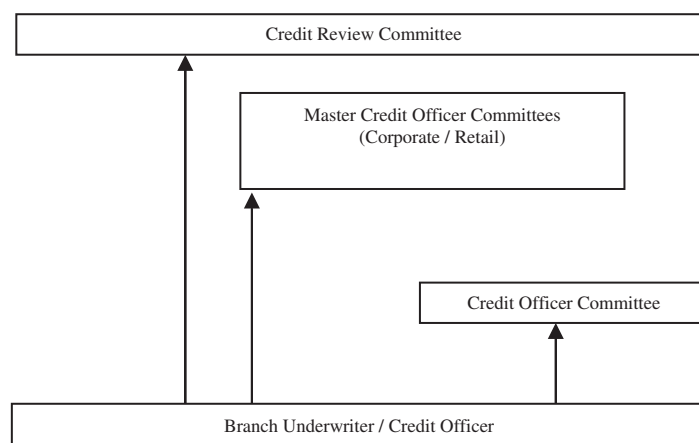 Credit Review Committee
Master Credit Officer Committees
(Corporate / Retail)
Credit Officer Committee
Branch Underwriter / Credit Officer